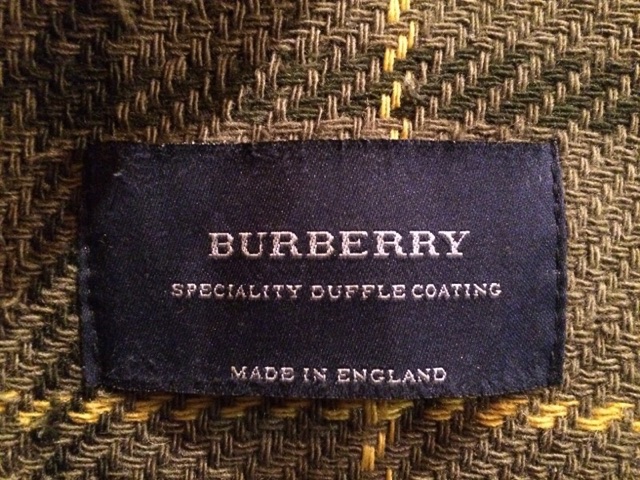 BURBERRY
SPECIALITY DUFFLE COATING
MADE IN ENGLAND